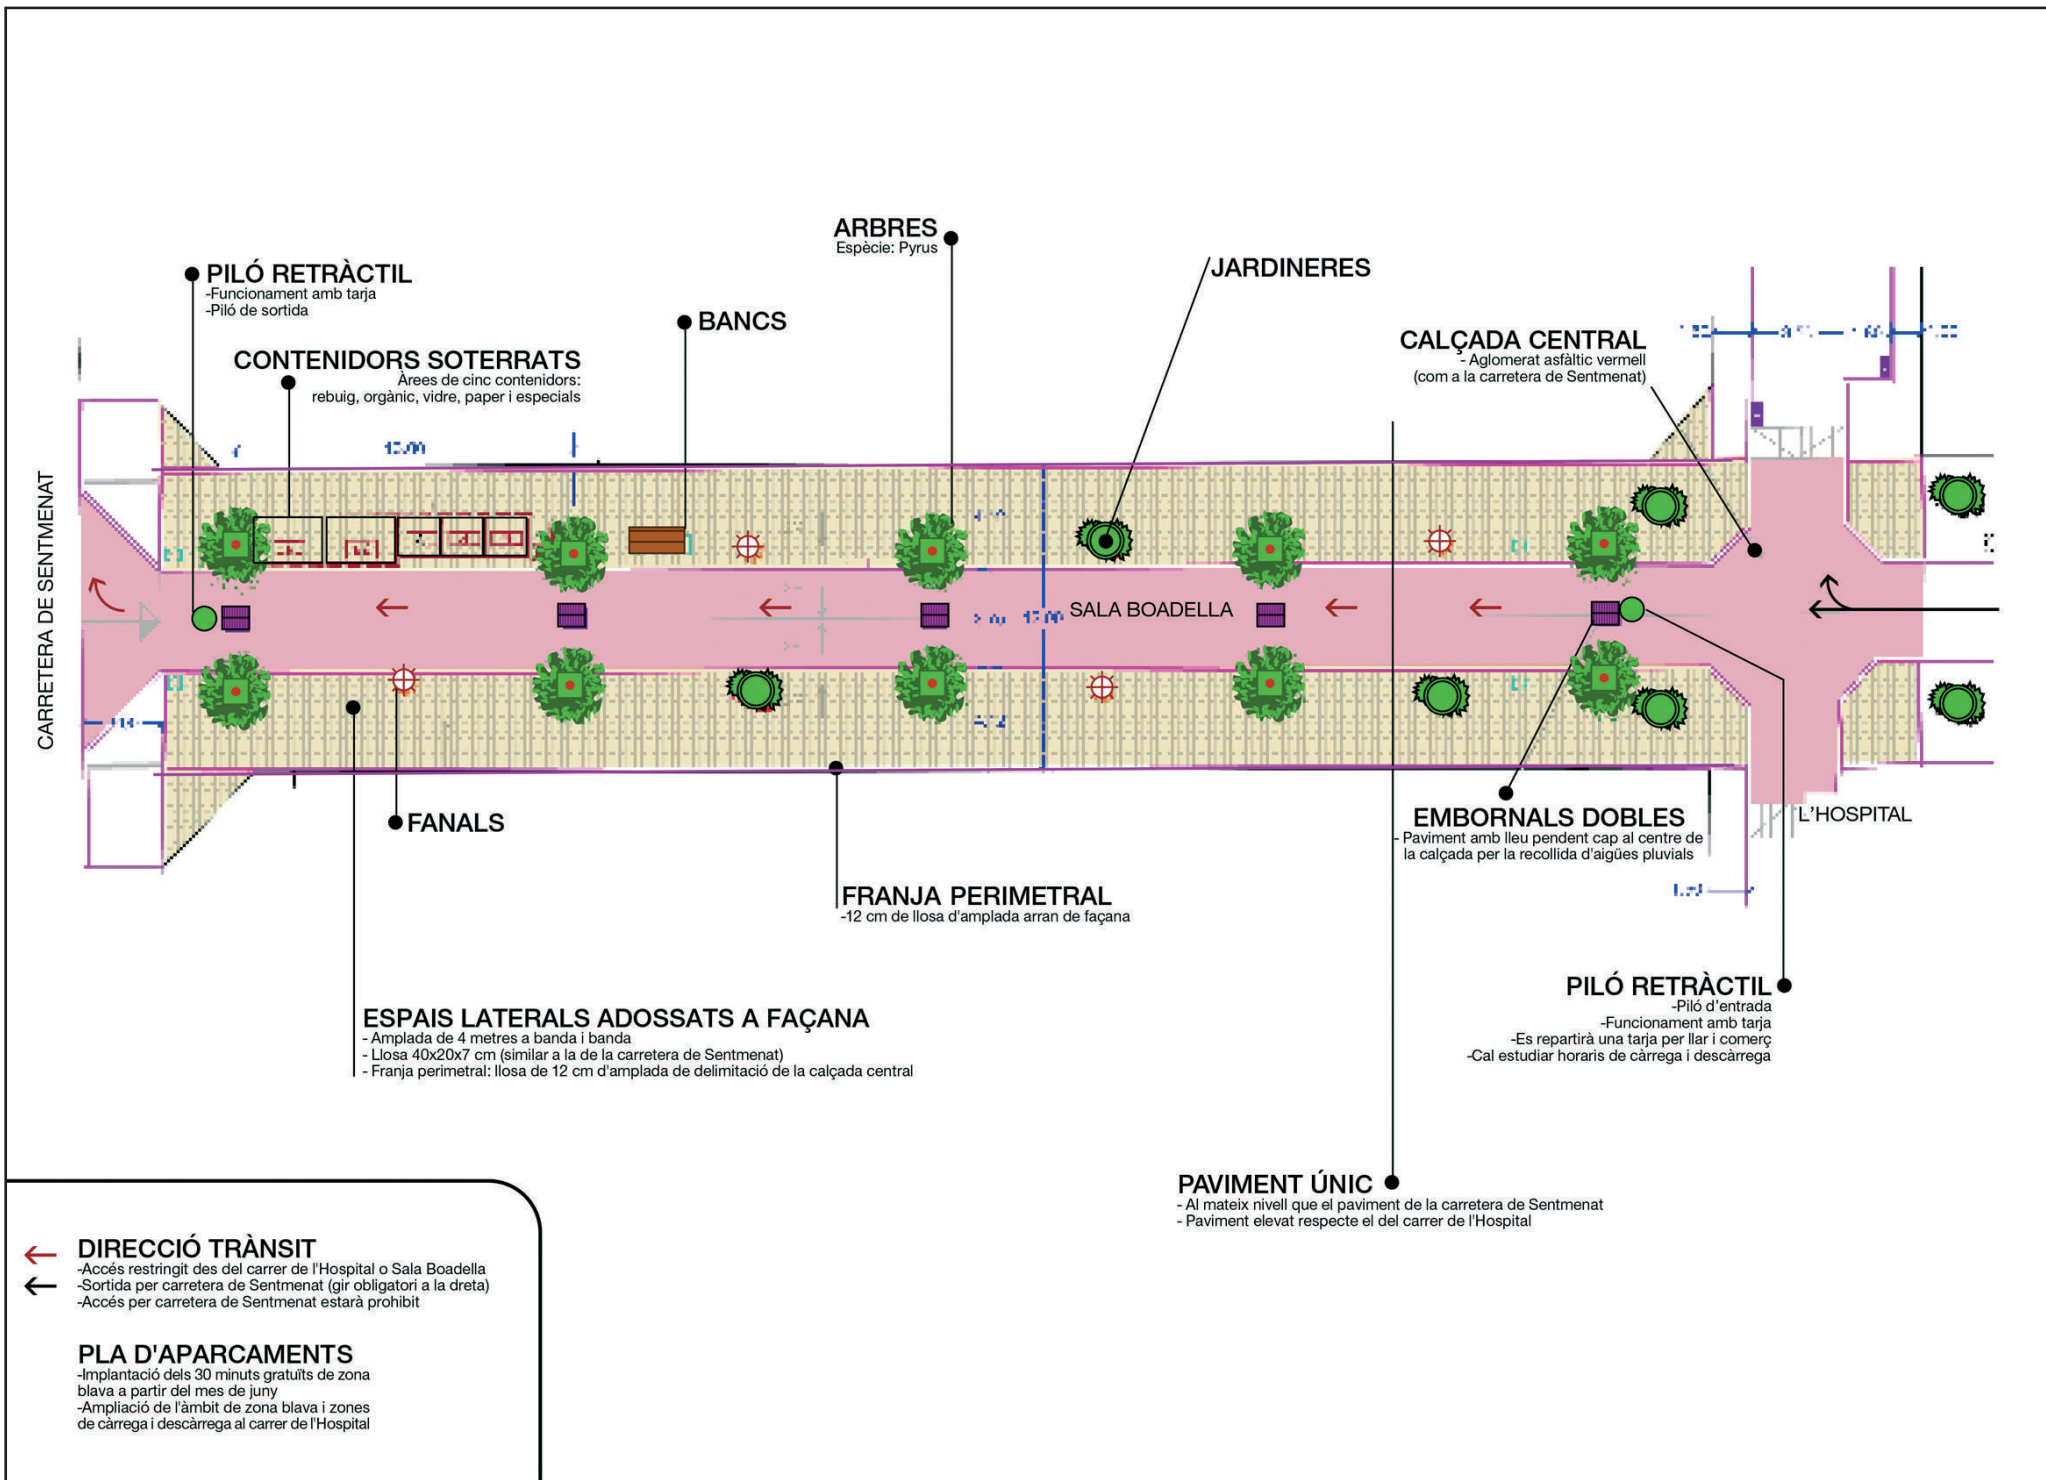 ARBRES
Espècie: Pyrus
JARDINERES
PILÓ RETRÀCTIL
-Funcionament amb tarja
-Piló de sortida
BANCS
CALÇADA CENTRAL
- Aglomerat asfàltic vermell
(com a la carretera de Sentmenat)
CONTENIDORS SOTERRATS
Àrees de cinc contenidors:
rebuig, orgànic, vidre, paper i especials
CARRETERA DE SENTMENAT
SALA BOADELLA
L'HOSPITAL
FANALS
EMBORNALS DOBLES
- Paviment amb lleu pendent cap al centre de
la calçada per la recollida d'aigües pluvials
FRANJA PERIMETRAL
-12 cm de llosa d'amplada arran de façana
ESPAIS LATERALS ADOSSATS A FAÇANA
- Amplada de 4 metres a banda i banda
- Llosa 40x20x7 cm (similar a la de la carretera de Sentmenat)
- Franja perimetral: llosa de 12 cm d'amplada de delimitació de la calçada central
PILÓ RETRÀCTIL
-Piló d'entrada
-Funcionament amb tarja
-Es repartirà una tarja per llar i comerç
-Cal estudiar horaris de càrrega i descàrrega
PAVIMENT ÚNIC
- Al mateix nivell que el paviment de la carretera de Sentmenat
- Paviment elevat respecte el del carrer de l'Hospital
DIRECCIÓ TRÀNSIT
-Accés restringit des del carrer de l'Hospital o Sala Boadella
-Sortida per carretera de Sentmenat (gir obligatori a la dreta)
-Accés per carretera de Sentmenat estarà prohibit
PLA D'APARCAMENTS
-Implantació dels 30 minuts gratuïts de zona
blava a partir del mes de juny
-Ampliació de l'àmbit de zona blava i zones
de càrrega i descàrrega al carrer de l'Hospital